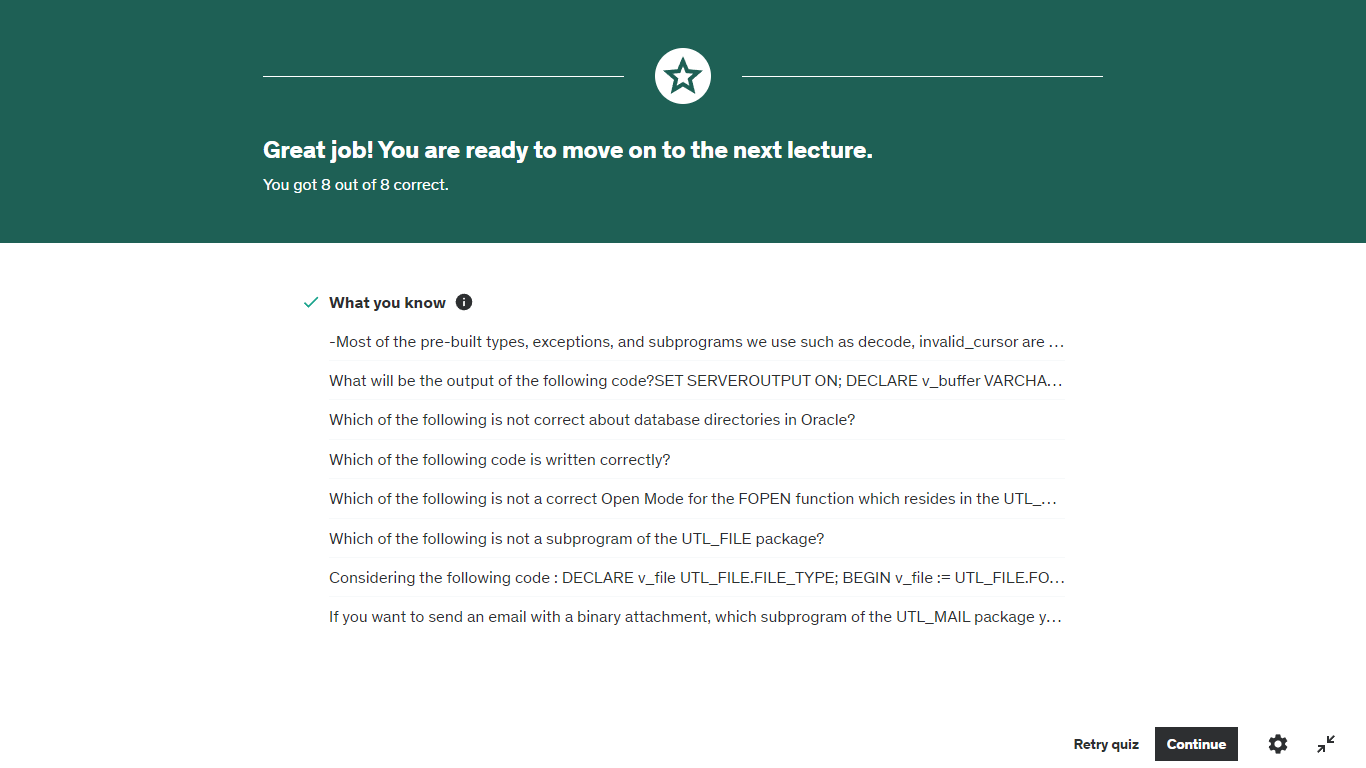 Great job! You are ready to move on to the next lecture.
You got 8 out of 8 correct.
What you know
-Most of the pre-built types, exceptions, and subprograms we use such as decode, invalid_cursor are ...
What will be the output of the following code?SET SERVEROUTPUT ON; DECLARE v_buffer VARCHA...
Which of the following is not correct about database directories in Oracle?
Which of the following code is written correctly?
Which of the following is not a correct Open Mode for the FOPEN function which resides in the UTL_...
Which of the following is not a subprogram of the UTL_FILE package?
Considering the following code : DECLARE v_file UTL_FILE.FILE_TYPE; BEGIN v_file := UTL_FILE.FO...
If you want to send an email with a binary attachment, which subprogram of the UTL_MAIL package y...
Retry quiz
Continue